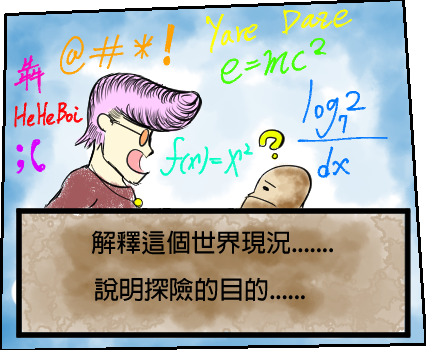 @#*!
Yare Daze
e=mc²
犇
HeHeBoi
;(
f(x)=x²
?
log₇2
dx
解釋這個世界現況.......
說明探險的目的......